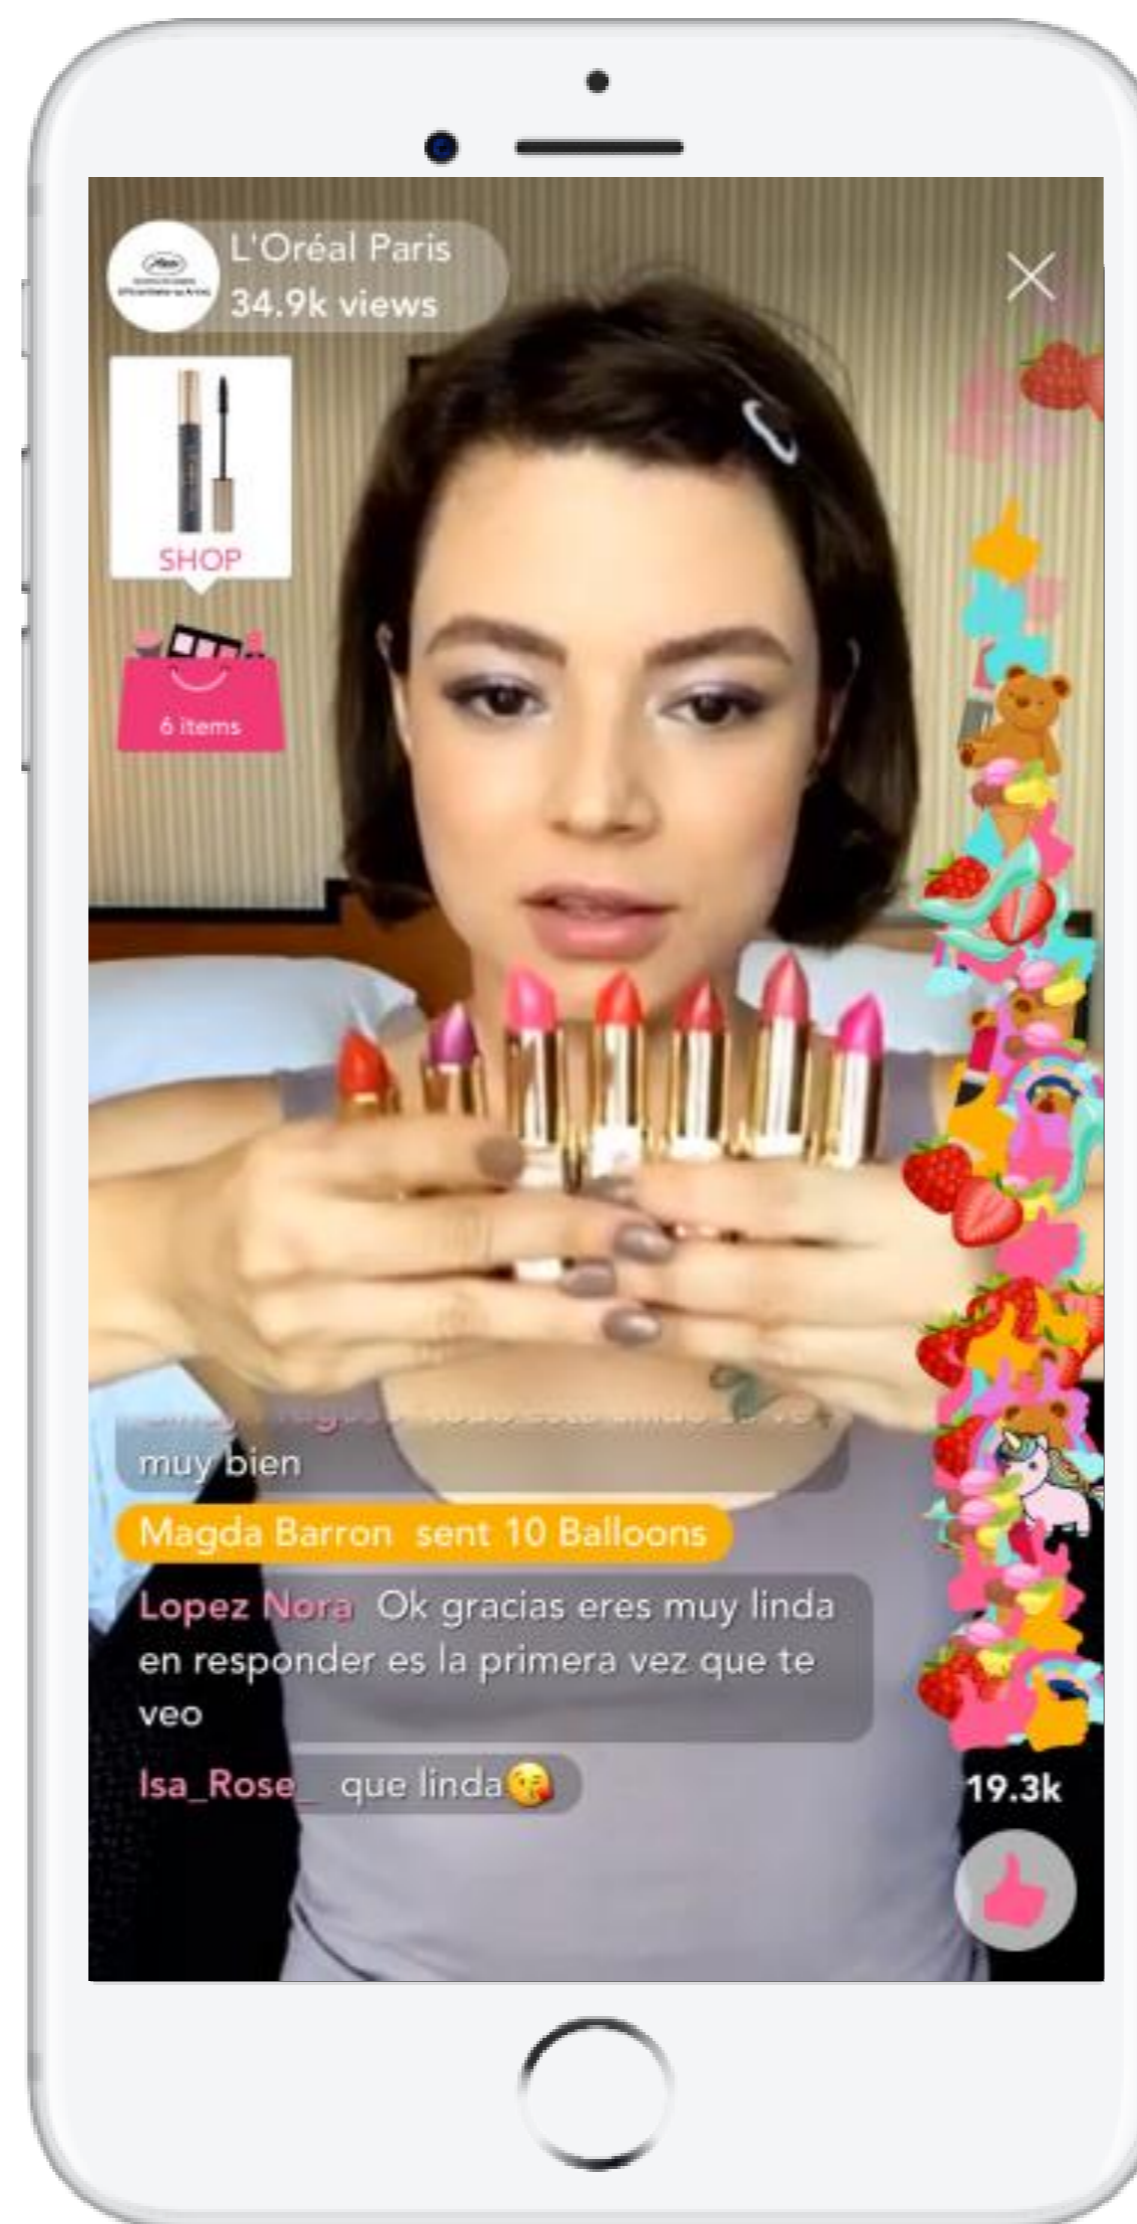 L'Oréal Paris
34.9k views
SHOP
6 items
muy bien
Magda Barron sent 10 Balloons
Lopez Nora Ok gracias eres muy linda
en responder es la primera vez que te
veo
Isa_Rose_ que linda😘
19.3k